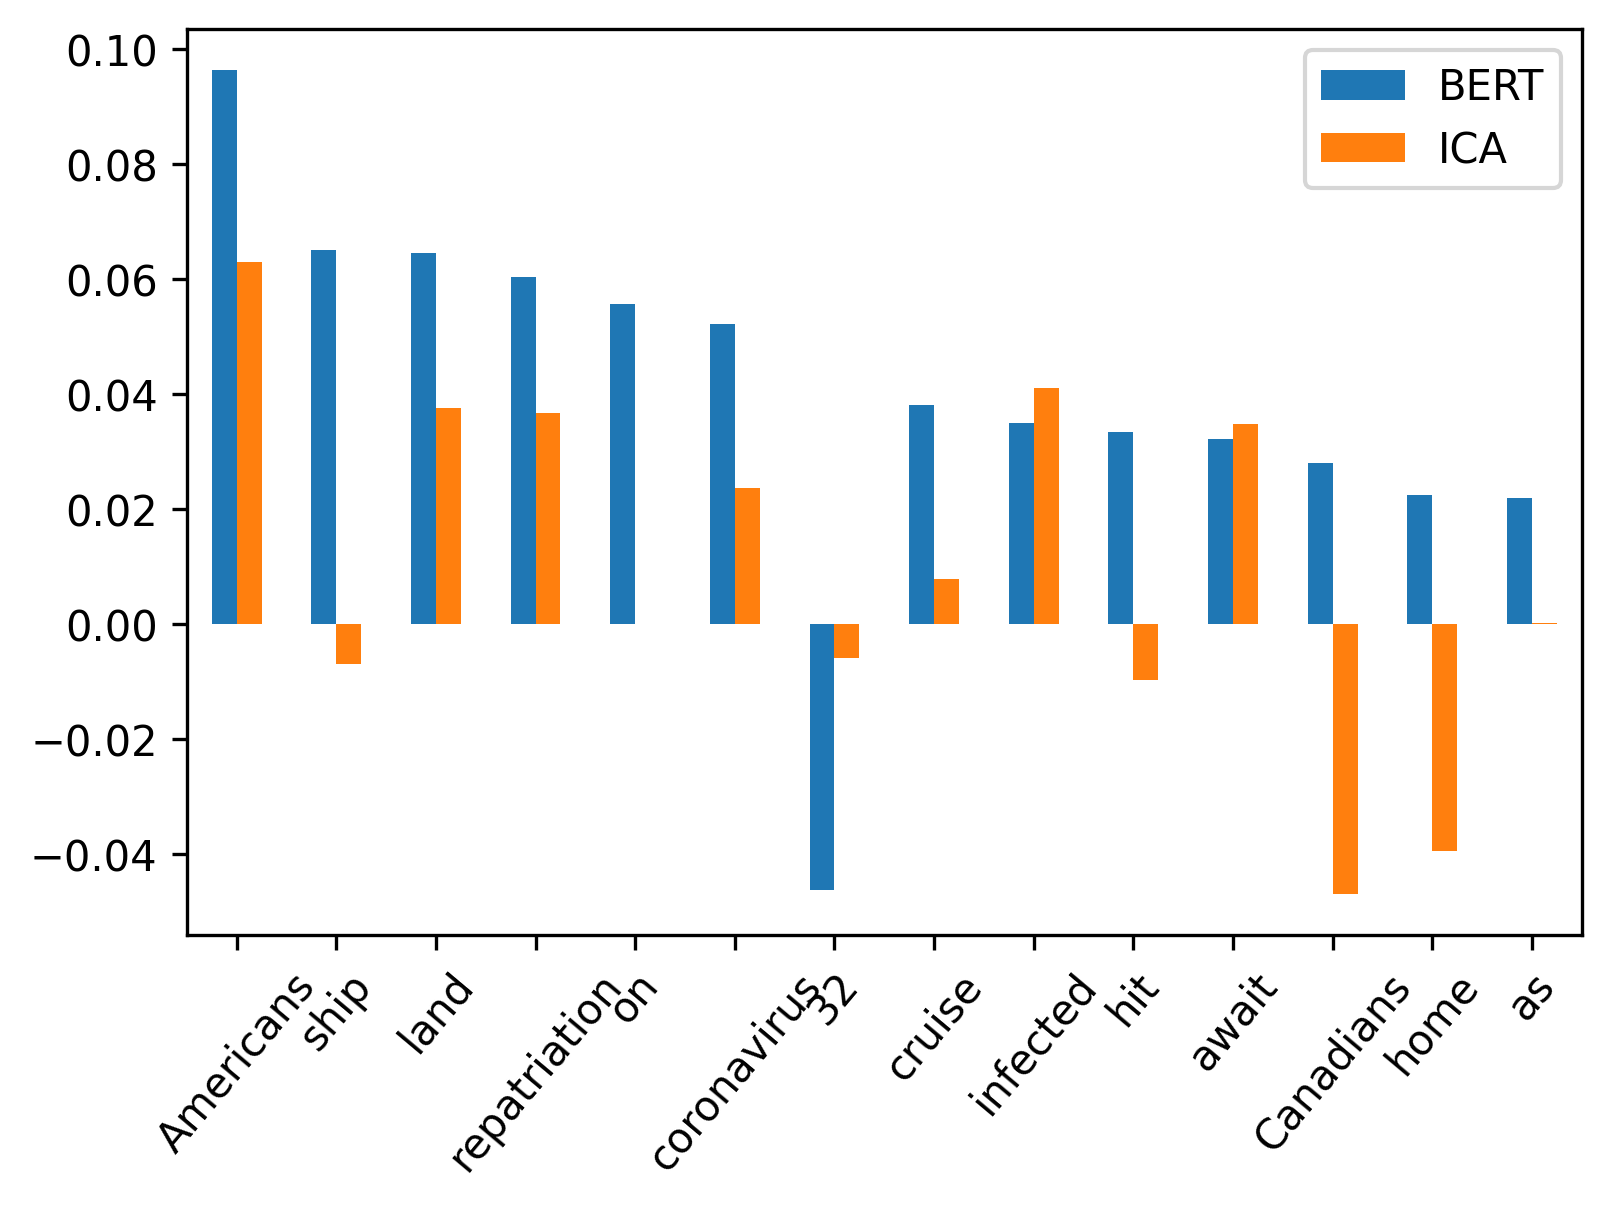 0.10
0.08
0.06
0.04
0.02
0.00
−0.02
−0.04
BERT
ICA
Americans
ship
land
repatriation
on
coronavirus
32
cruise
infected
hit
await
Canadians
home
as